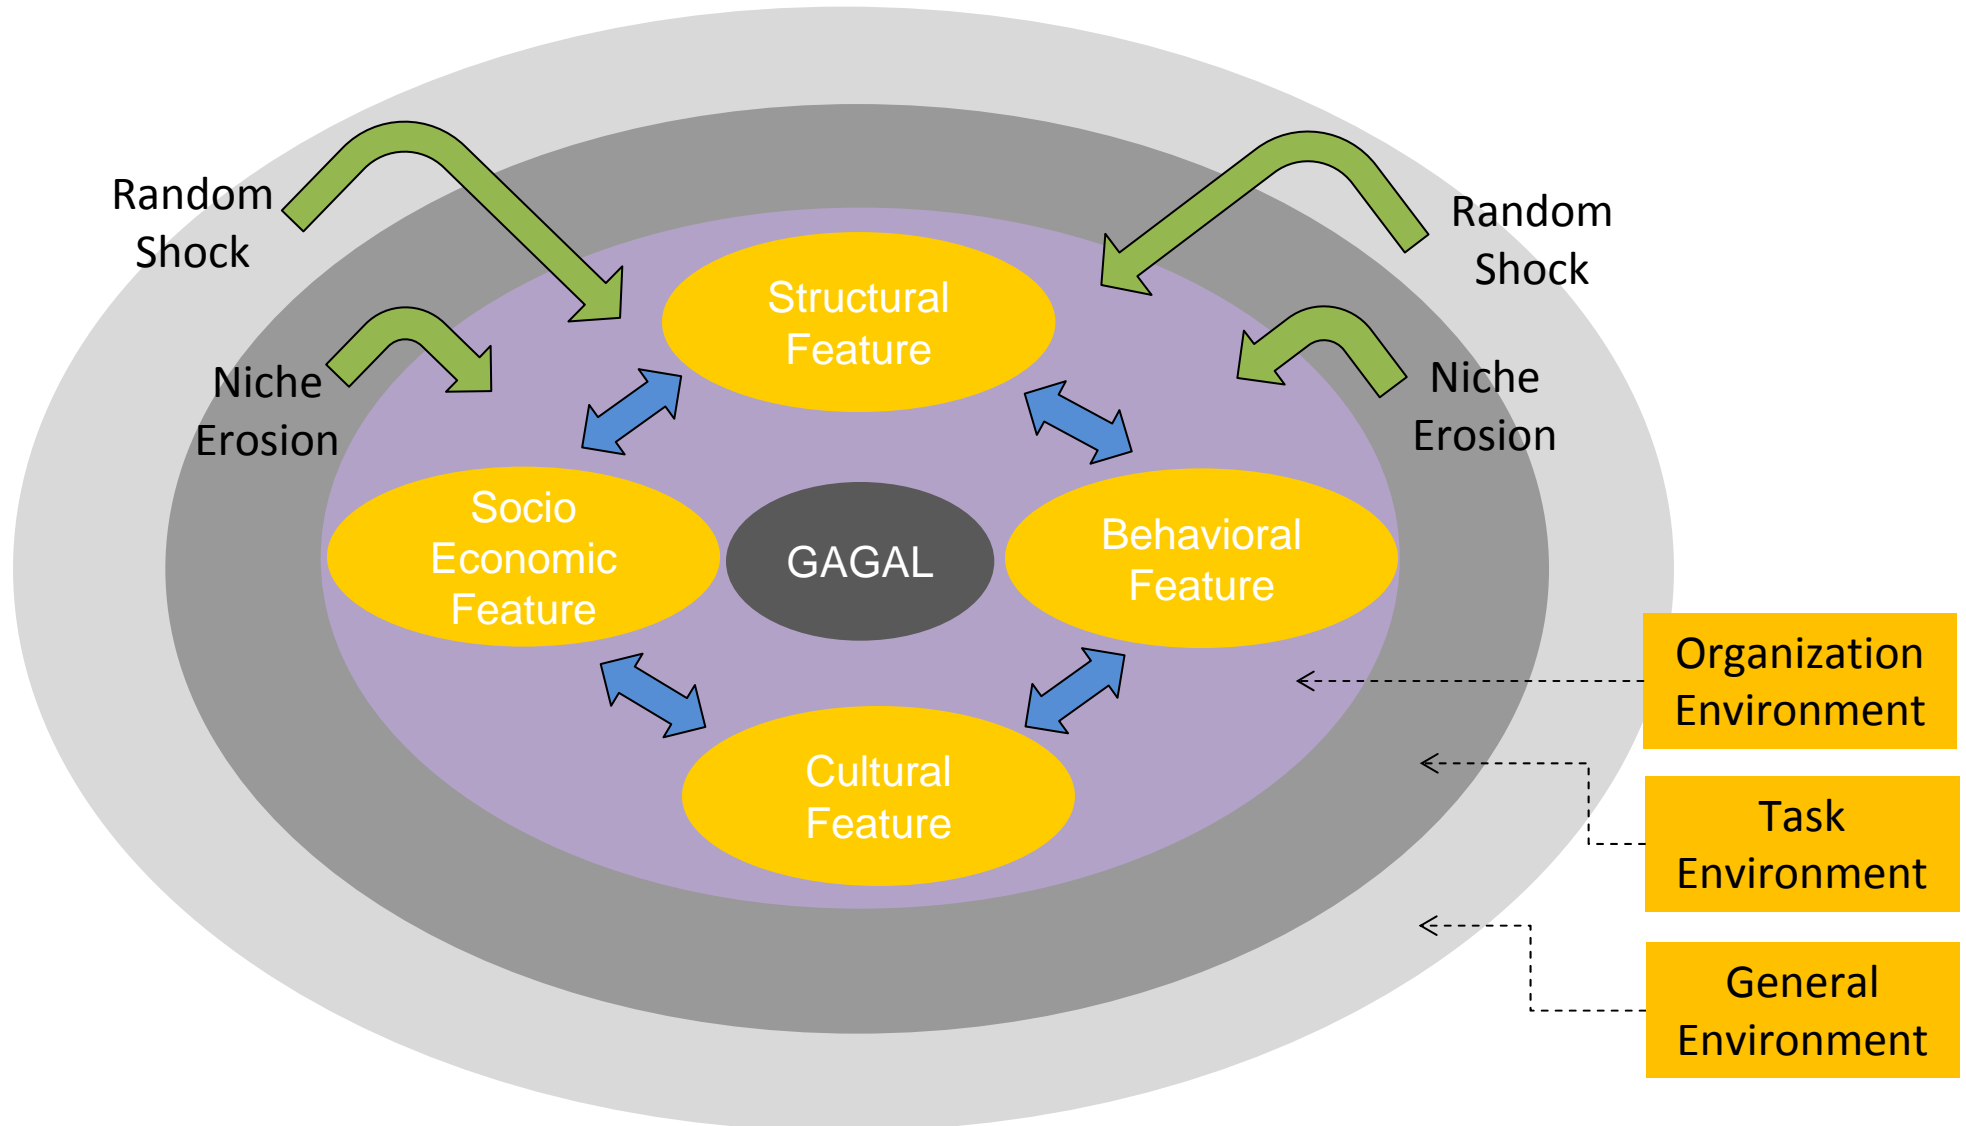 Random
Shock
Random
Shock
Structural
Feature
Niche
Erosion
Niche
Erosion
Socio
Economic
Feature
GAGAL
Behavioral
Feature
Cultural
Feature
Organization
Environment
Task
Environment
General
Environment